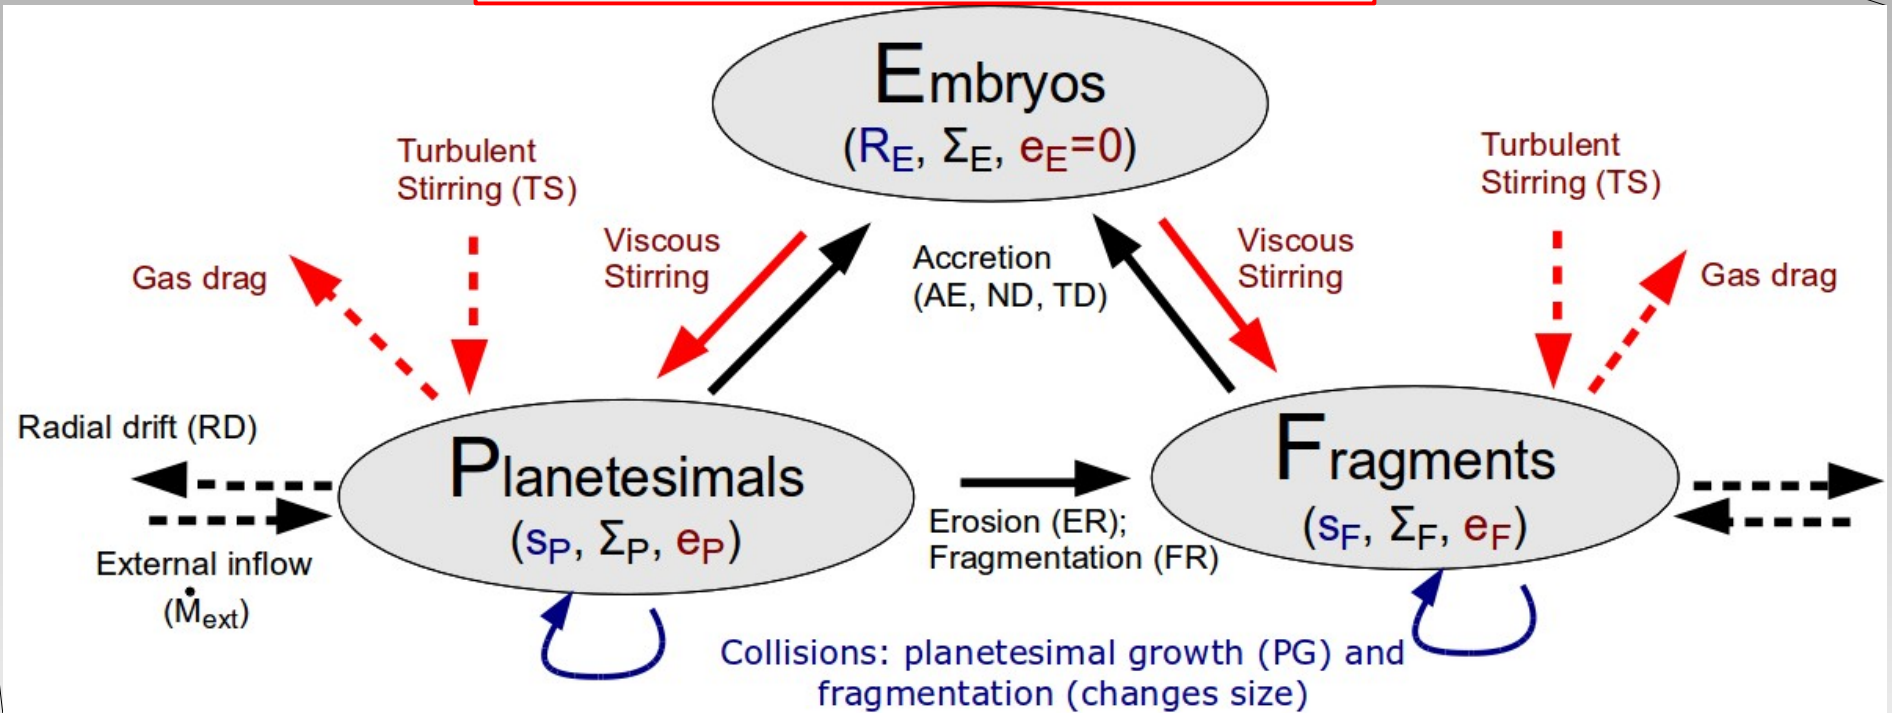 Embryos
(RE, ΣE, eE=0)
Turbulent
Stirring (TS)
Turbulent
Stirring (TS)
Viscous
Stirring
Accretion
(AE, ND, TD)
Viscous
Stirring
Gas drag
Gas drag
Radial drift (RD)
Planetesimals
(sP, ΣP, eP)
Fragments
(sF, ΣF, eF)
Erosion (ER);
Fragmentation (FR)
External inflow
(Ṁext)
Collisions: planetesimal growth (PG) and
fragmentation (changes size)